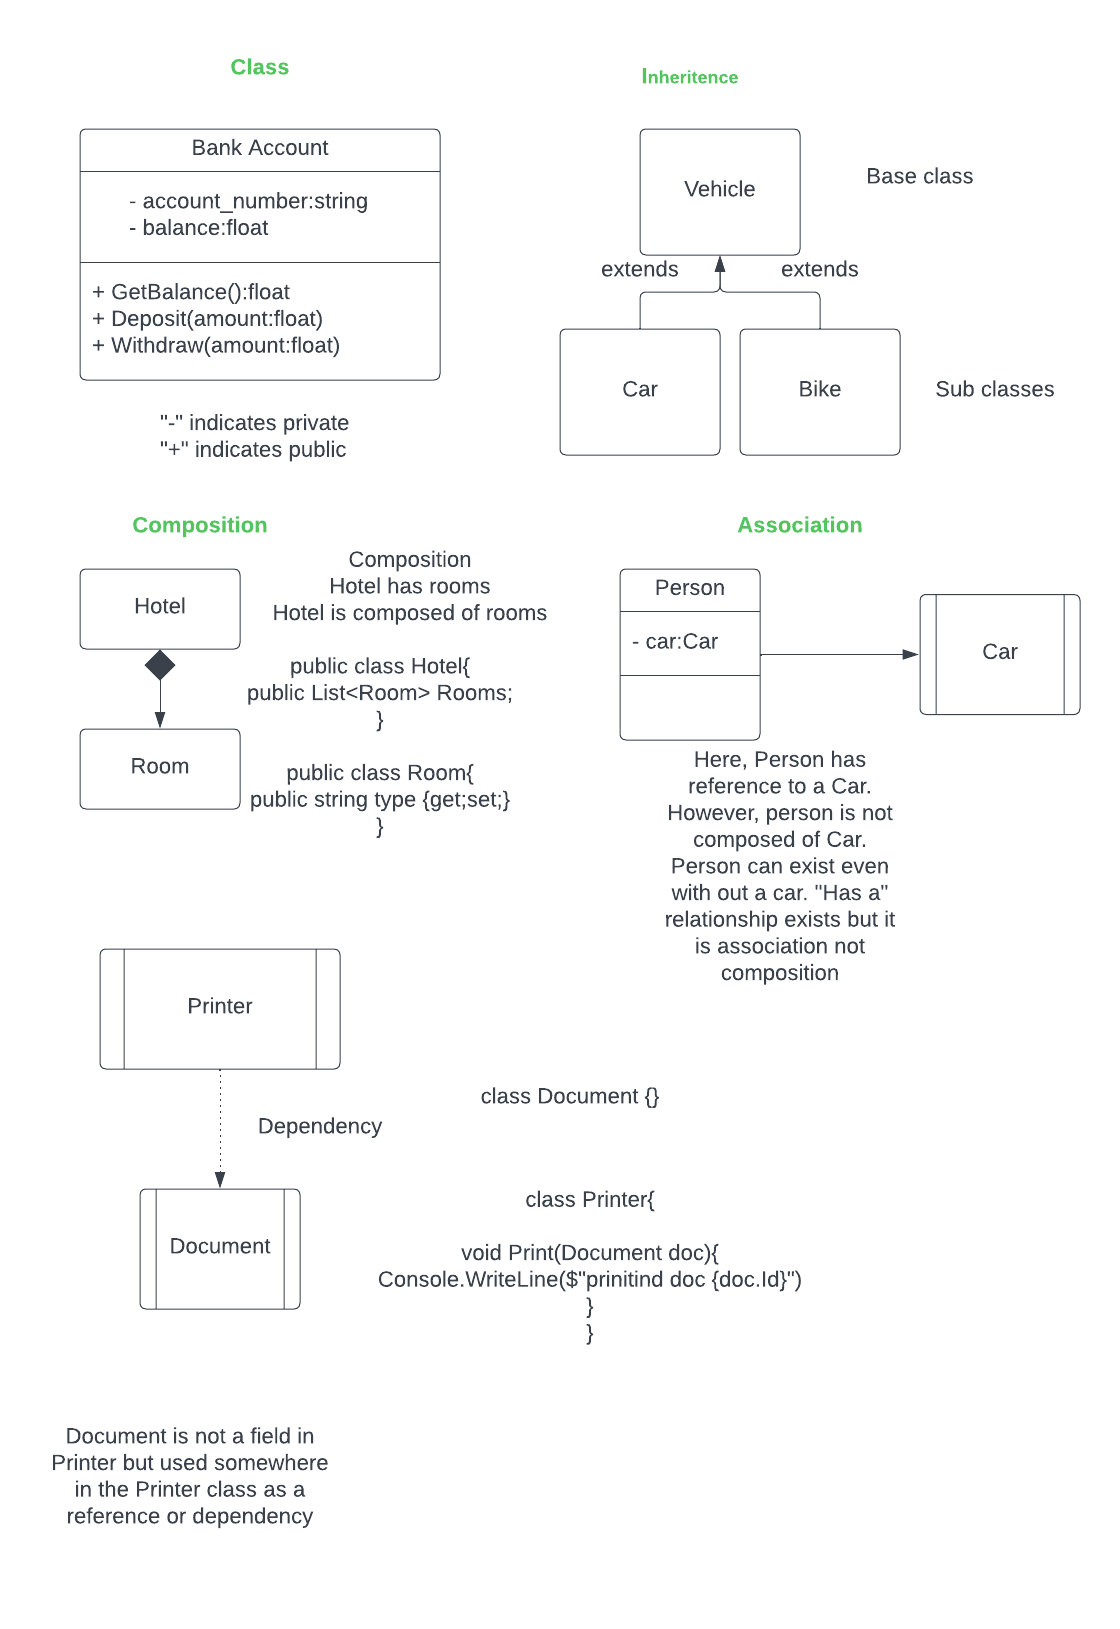 Class
Bank Account
- account_number:string
- balance:float
+ GetBalance():float
+ Deposit(amount:float)
+ Withdraw(amount:float)
"-" indicates private
"+" indicates public
Inheritence
Vehicle
Base class
extends
extends
Car
Bike
Sub classes
Composition
Hotel
Room
Composition
Hotel has rooms
Hotel is composed of rooms
public class Hotel{
public List<Room> Rooms;
}
public class Room{
public string type {get;set;}
}
Association
Person
- car:Car
Car
Here, Person has
reference to a Car.
However, person is not
composed of Car.
Person can exist even
with out a car. "Has a"
relationship exists but it
is association not
composition
Printer
Dependency
Document
class Document {}
class Printer{
void Print(Document doc){
Console.WriteLine($"prinitind doc {doc.Id}")
}
}
Document is not a field in
Printer but used somewhere
in the Printer class as a
reference or dependency